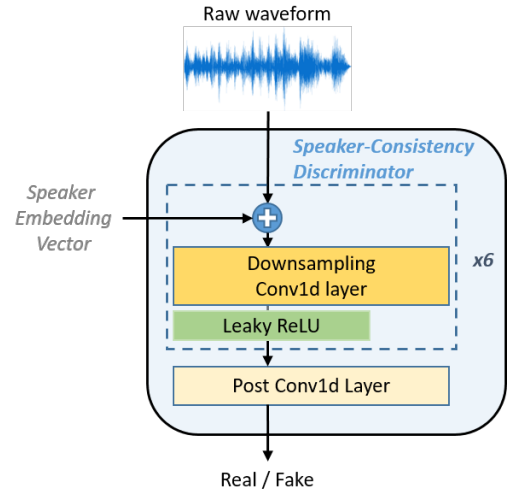 Raw waveform
Speaker-Consistency
Discriminator
Speaker
Embedding
Vector
Downsampling
Conv1d layer
x6
Leaky ReLU
Post Conv1d Layer
Real / Fake